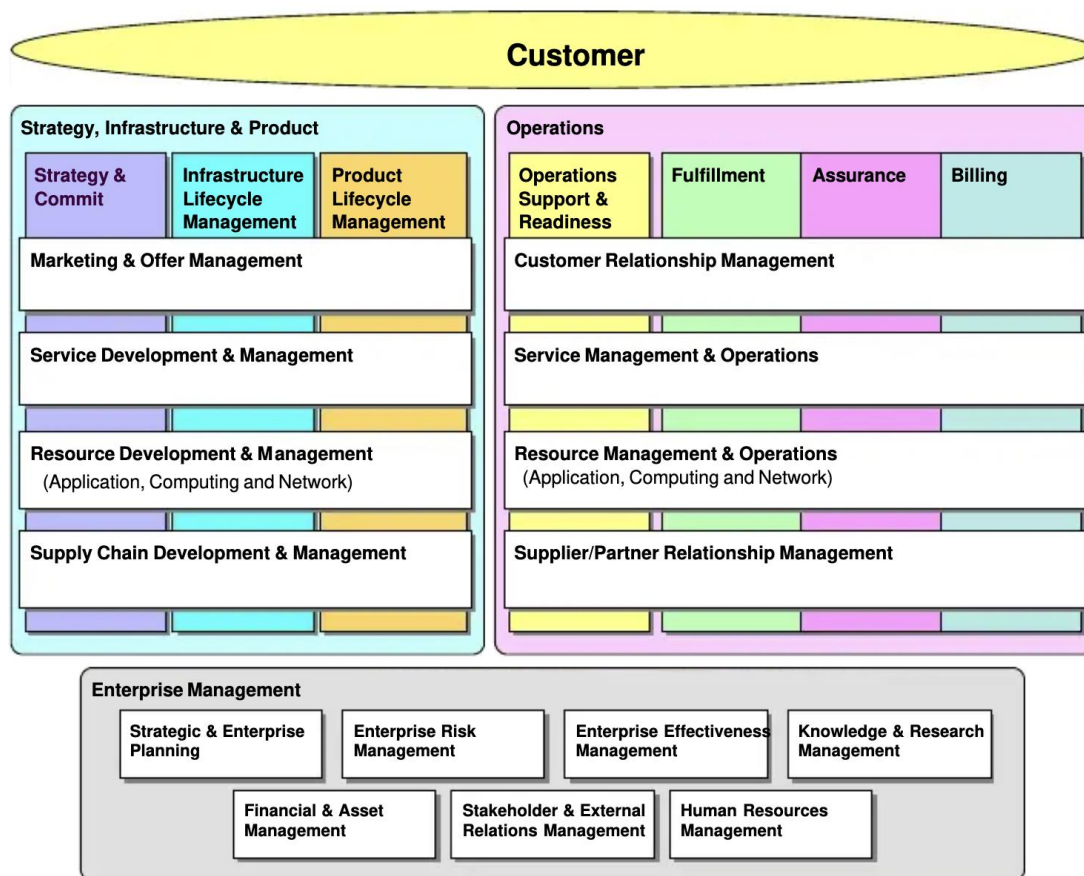 Customer
Strategy, Infrastructure & Product
Strategy &
Commit
Infrastructure
Lifecycle
Management
Product
Lifecycle
Management
Marketing & Offer Management
Service Development & Management
Resource Development & Management
(Application, Computing and Network)
Supply Chain Development & Management
Operations
Operations
Support &
Readiness
Fulfillment
Assurance
Billing
Customer Relationship Management
Service Management & Operations
Resource Management & Operations
(Application, Computing and Network)
Supplier/Partner Relationship Management
Enterprise Management
Strategic & Enterprise
Planning
Enterprise Risk
Management
Enterprise Effectiveness
Management
Knowledge & Research
Management
Financial & Asset
Management
Stakeholder & External
Relations Management
Human Resources
Management